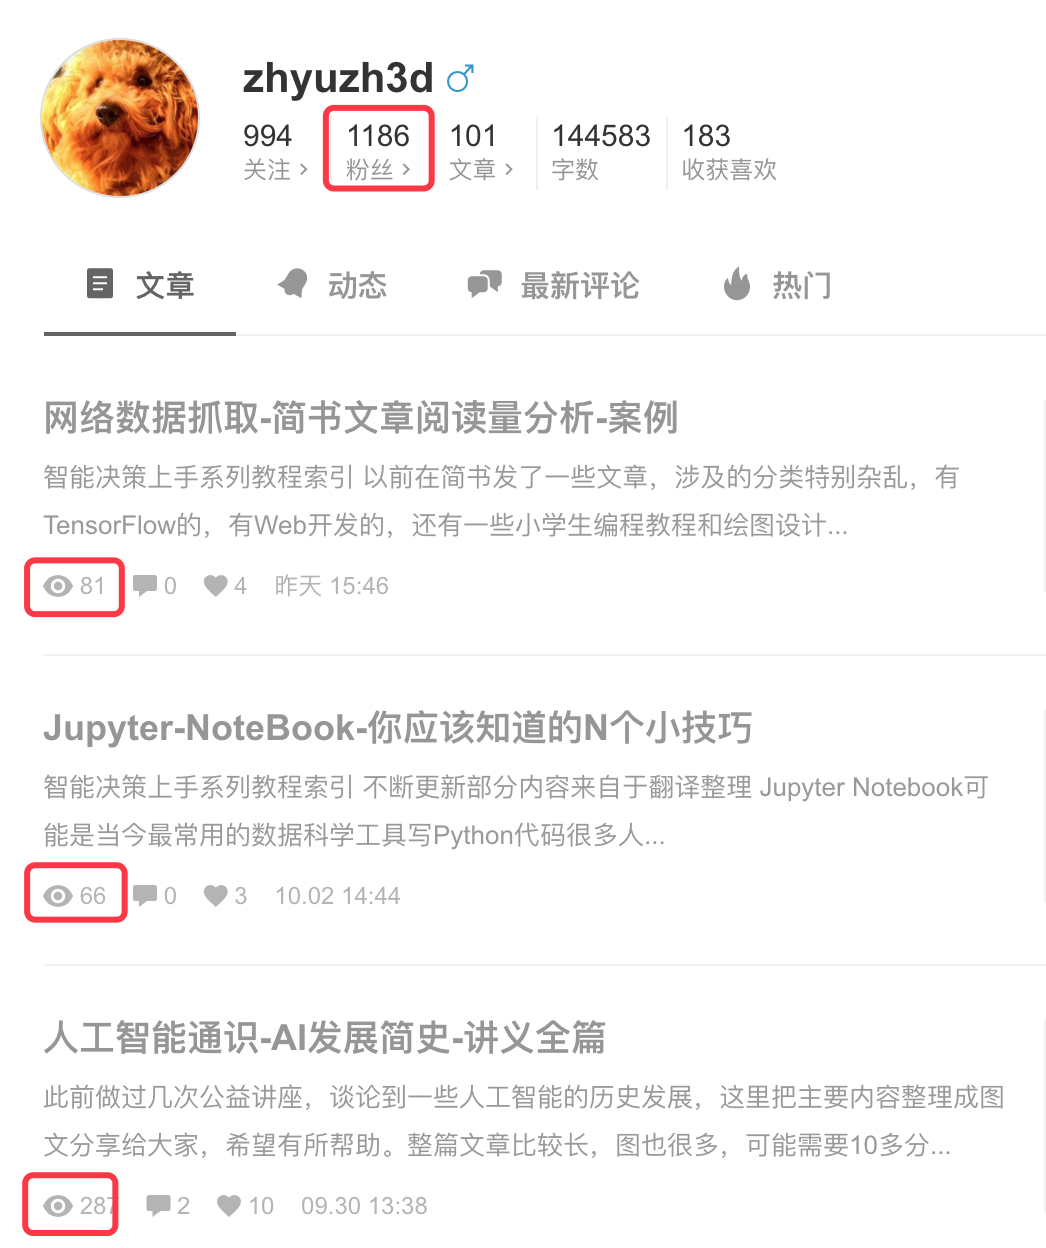 zhyuzh3d
994 1186 101 144583 183
关注 粉丝 文章 字数 收获喜欢
文章 动态 最新评论 热门
网络数据抓取-简书文章阅读量分析-案例
智能决策上手系列教程索引 以前在简书发了一些文章，涉及的分类特别杂乱，有
TensorFlow的，有Web开发的，还有一些小学生编程教程和绘图设计...
81 0 4 昨天 15:46
Jupyter-NoteBook-你应该知道的N个小技巧
智能决策上手系列教程索引 不断更新部分内容来自于翻译整理 Jupyter Notebook可
能是当今最常用的数据科学工具写Python代码很多人...
66 0 3 10.02 14:44
人工智能通识-AI发展简史-讲义全篇
此前做过几次公益讲座，谈论到一些人工智能的历史发展，这里把主要内容整理成图
文分享给大家，希望有所帮助。整篇文章比较长，图也很多，可能需要10多分...
287 2 10 09.30 13:38